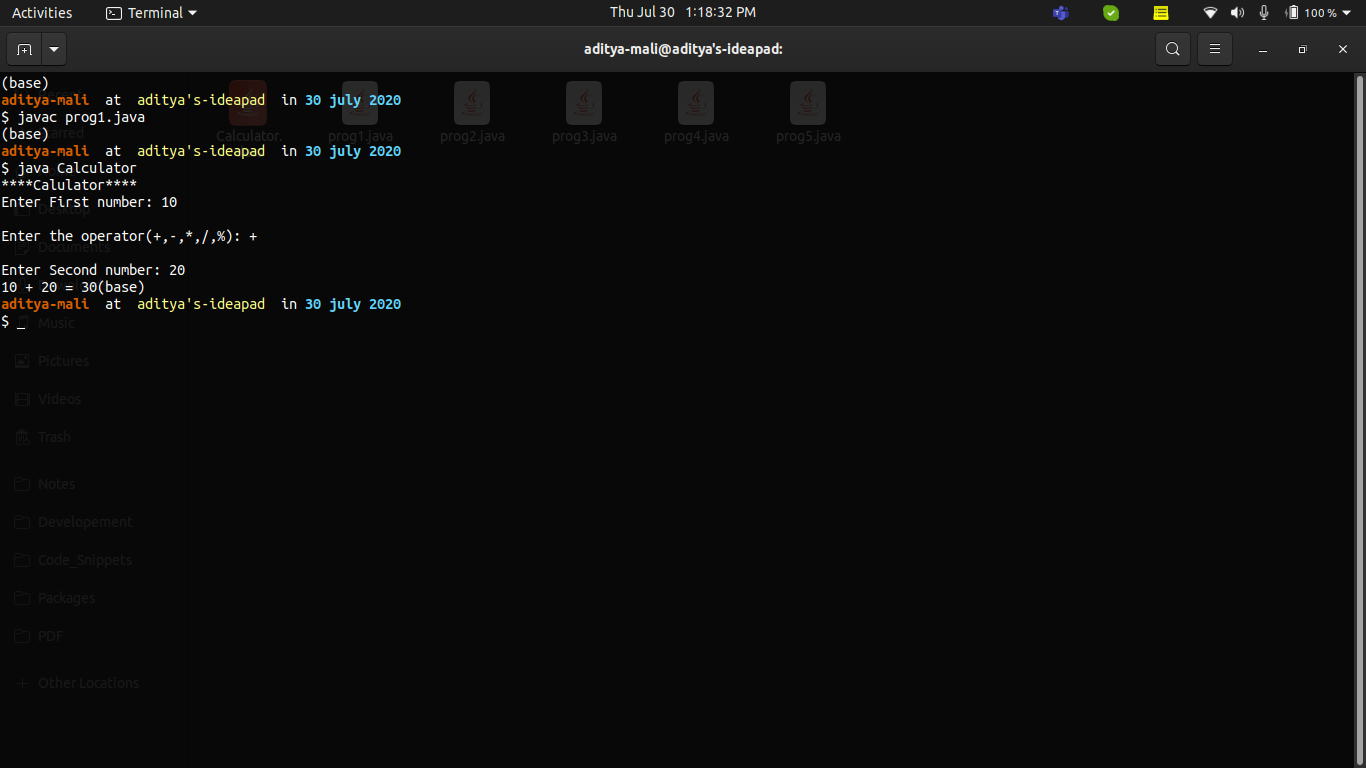 Activities Terminal Thu Jul 30 1:18:32 PM 100 %
aditya-mali@aditya's-ideapad:
(base)
aditya-mali at aditya's-ideapad in 30 july 2020
$ javac prog1.java
(base)
aditya-mali at aditya's-ideapad in 30 july 2020
$ java Calculator
****Calulator****
Enter First number: 10
Enter the operator(+,-,*,/,%): +
Enter Second number: 20
10 + 20 = 30(base)
aditya-mali at aditya's-ideapad in 30 july 2020
$ _
Calculator. prog1.java prog2.java prog3.java prog4.java prog5.java
Desktop
Documents
Music
Pictures
Videos
Trash
Notes
Developement
Code_Snippets
Packages
PDF
+ Other Locations